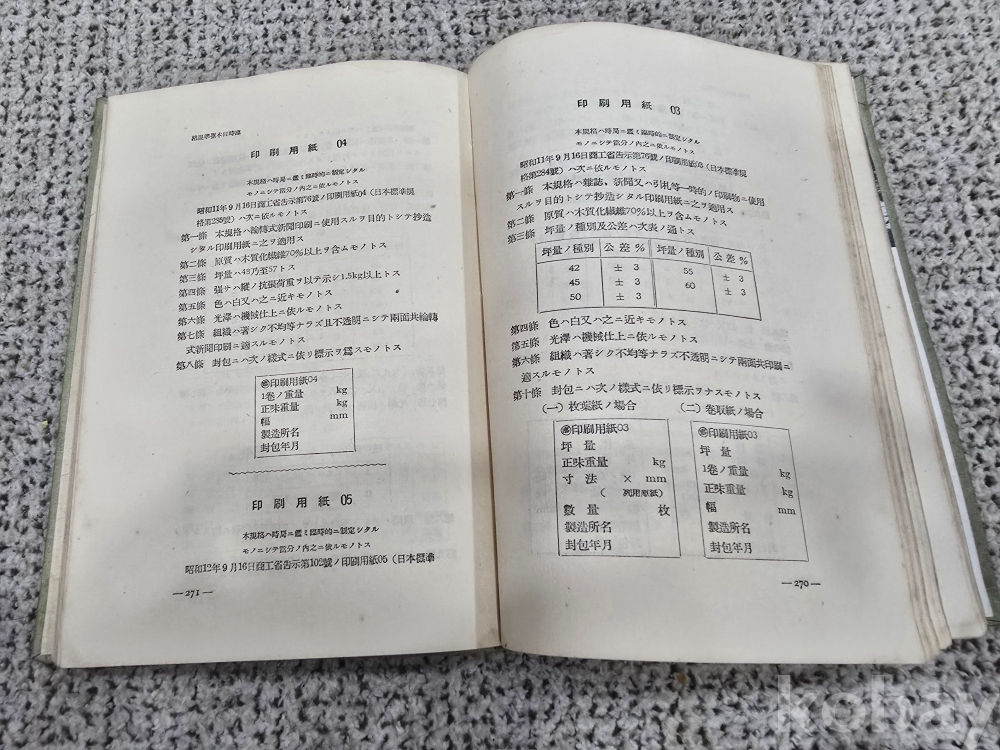 印刷用紙 03
本規格ハ時局ニ鑑ミ臨時的ニ制定シタル
モノニシテ當分ノ內之ニ依ルモノトス
昭和11年9月16日商工省吿示第76號ノ印刷用紙03(日本標準規
格第284號)ハ次ニ依ルモノトス
第一條 本規格ハ雜誌、新聞又ハ引札等一時的ノ印刷物ニ使用
スルヲ目的トシテ抄造シタル印刷用紙ニ之ヲ適用ス
第二條 原質ハ木質化纖維70%以上ヲ含ムモノトス
第三條 坪量ノ種別及公差ハ次表ノ通トス
坪量ノ種別 公差% 坪量ノ種別 公差%
42 ± 3 55 ± 3
45 ± 3 60 ± 3
50 ± 3
第四條 色ハ白又ハ之ニ近キモノトス
第五條 光澤ハ機械仕上ニ依ルモノトス
第六條 組織ハ著シク不均等ナラズ不透明ニシテ兩面共印刷ニ
適スルモノトス
第十條 封包ニハ次ノ樣式ニ依リ標示ヲナスモノトス
(一)枚葉紙ノ場合 (二)卷取紙ノ場合
印刷用紙03
坪量
正味重量 kg
寸法 × mm
(列用原紙)
數量 枚
製造所名
封包年月
印刷用紙03
坪量
1卷ノ重量 kg
正味重量 kg
幅 mm
製造所名
封包年月
—270—
臨時日本標準規格
印刷用紙 04
本規格ハ時局ニ鑑ミ臨時的ニ制定シタル
モノニシテ當分ノ內之ニ依ルモノトス
昭和11年9月16日商工省吿示第76號ノ印刷用紙04(日本標準規
格第285號)ハ次ニ依ルモノトス
第一條 本規格ハ輪轉式新聞印刷ニ使用スルヲ目的トシテ抄造
シタル印刷用紙ニ之ヲ適用ス
第二條 原質ハ木質化纖維70%以上ヲ含ムモノトス
第三條 坪量ハ48乃至57トス
第四條 强サハ縱ノ抗張荷重ヲ以テ示シ1.5kg以上トス
第五條 色ハ白又ハ之ニ近キモノトス
第六條 光澤ハ機械仕上ニ依ルモノトス
第七條 組織ハ著シク不均等ナラズ且不透明ニシテ兩面共輪轉
式新聞印刷ニ適スルモノトス
第八條 封包ニハ次ノ樣式ニ依リ標示ヲ爲スモノトス
印刷用紙04
1卷ノ重量 kg
正味重量 kg
幅 mm
製造所名
封包年月
印刷用紙 05
本規格ハ時局ニ鑑ミ臨時的ニ制定シタル
モノニシテ當分ノ內之ニ依ルモノトス
昭和12年9月16日商工省吿示第102號ノ印刷用紙05(日本標準
—271—
kobay